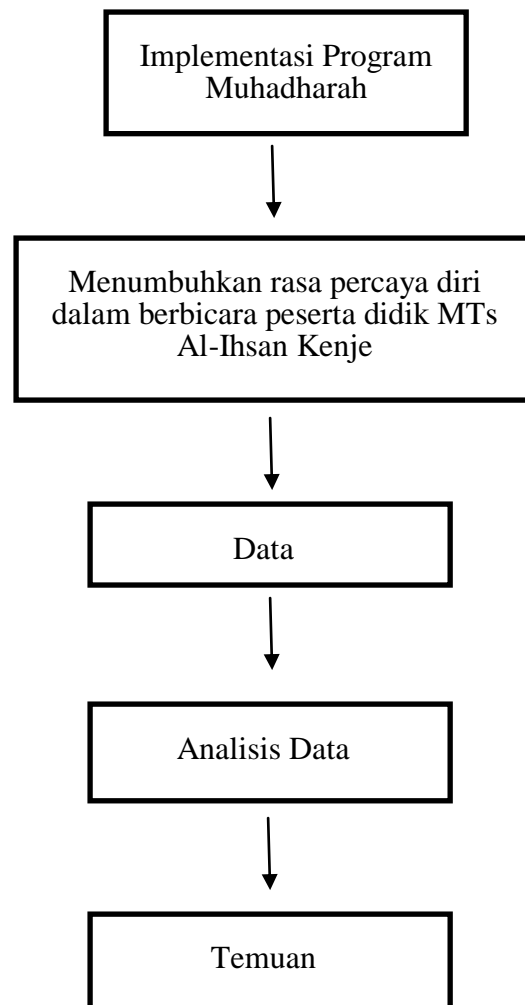 Implementasi Program
Muhadharah
Menumbuhkan rasa percaya diri
dalam berbicara peserta didik MTs
Al-Ihsan Kenje
Data
Analisis Data
Temuan